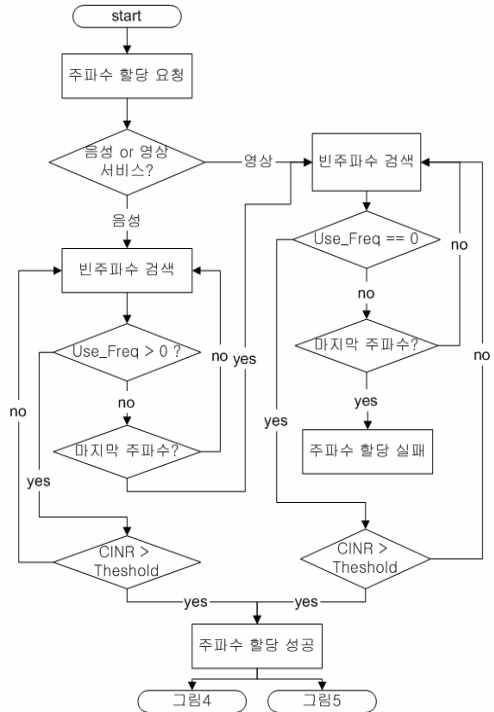 start
주파수 할당 요청
음성 or 영상
서비스?
영상
빈주파수 검색
음성
Use_Freq == 0
no
빈주파수 검색
no
마지막 주파수?
Use_Freq > 0 ?
no
yes
no
no
yes
no
yes
주파수 할당 실패
마지막 주파수?
yes
CINR >
Theshold
CINR >
Theshold
yes
yes
주파수 할당 성공
그림4
그림5